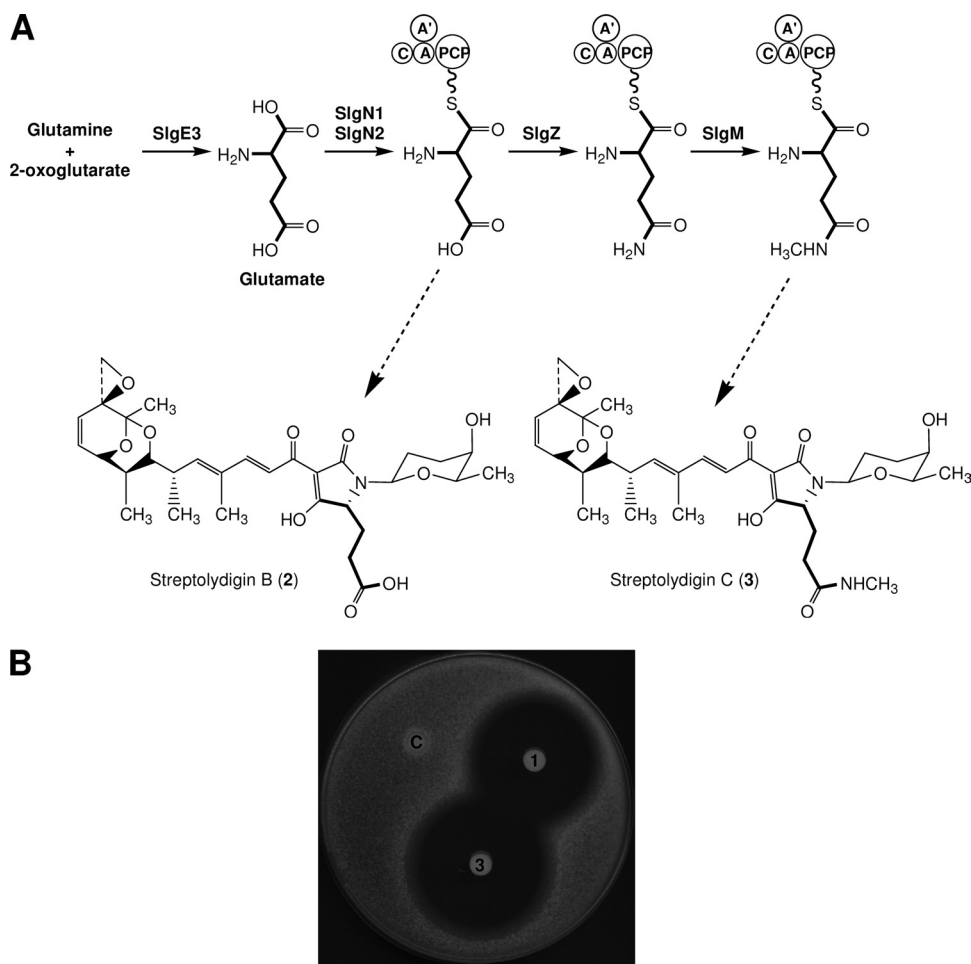 A
A'
C A PCP
S
HO
O
H₂N
HO
O
Glutamine
+
2-oxoglutarate
SlgE3
Glutamate
SlgN1
SlgN2
A'
C A PCP
S
O
H₂N
HO
O
SlgZ
A'
C A PCP
S
O
H₂N
H₂N
O
SlgM
O
H₂N
H₃CHN
O
O
CH₃
O
O
O
O
OH
N
O
CH₃
CH₃
CH₃
CH₃
HO
Streptolydigin B (2)
OH
O
O
CH₃
O
O
O
O
OH
N
O
CH₃
CH₃
CH₃
CH₃
HO
Streptolydigin C (3)
O
NHCH₃
B
C
1
3